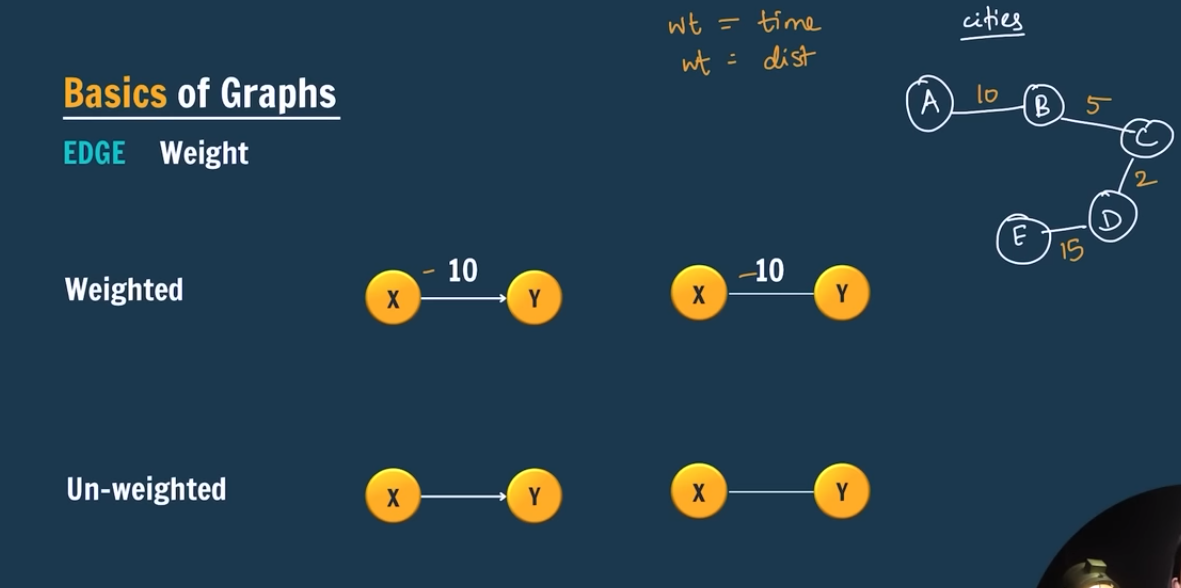 wt = time
wt = dist
cities
Basics of Graphs
EDGE Weight
A 10 B 5 C
2
E 15 D
Weighted
X - 10 Y
X -10 Y
Un-weighted
X Y
X Y